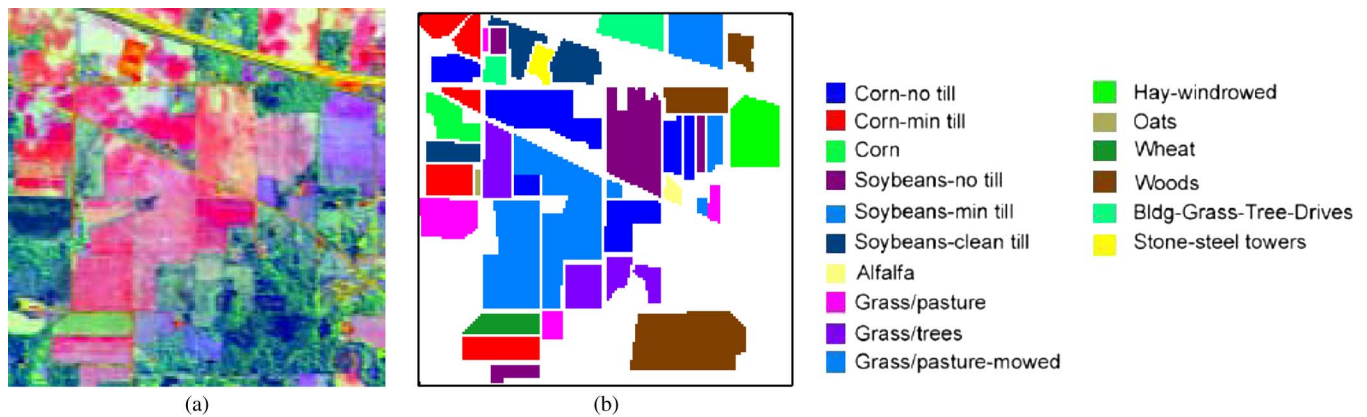 Corn-no till
Corn-min till
Corn
Soybeans-no till
Soybeans-min till
Soybeans-clean till
Alfalfa
Grass/pasture
Grass/trees
Grass/pasture-mowed
Hay-windrowed
Oats
Wheat
Woods
Bldg-Grass-Tree-Drives
Stone-steel towers
(a)
(b)